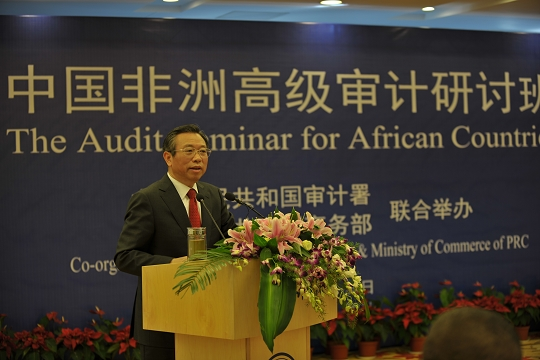 中国非洲高级审计研讨班
The Audit Seminar for African Countrie
共和国审计署
务部
联合举办
Co-org
& Ministry of Commerce of PRC